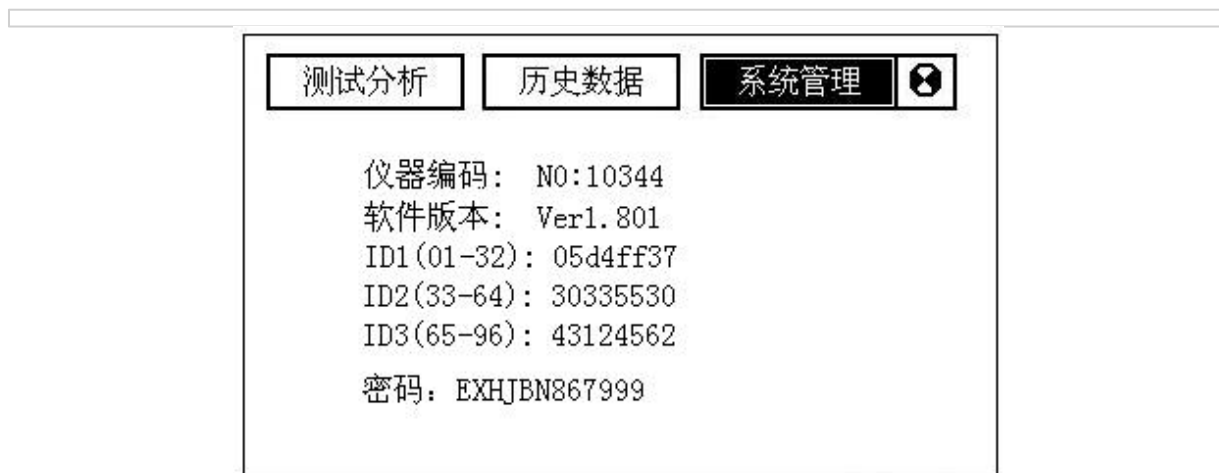 测试分析 历史数据 系统管理
仪器编码: NO:10344
软件版本: Ver1.801
ID1(01-32): 05d4ff37
ID2(33-64): 30335530
ID3(65-96): 43124562
密码: EXHJBN867999